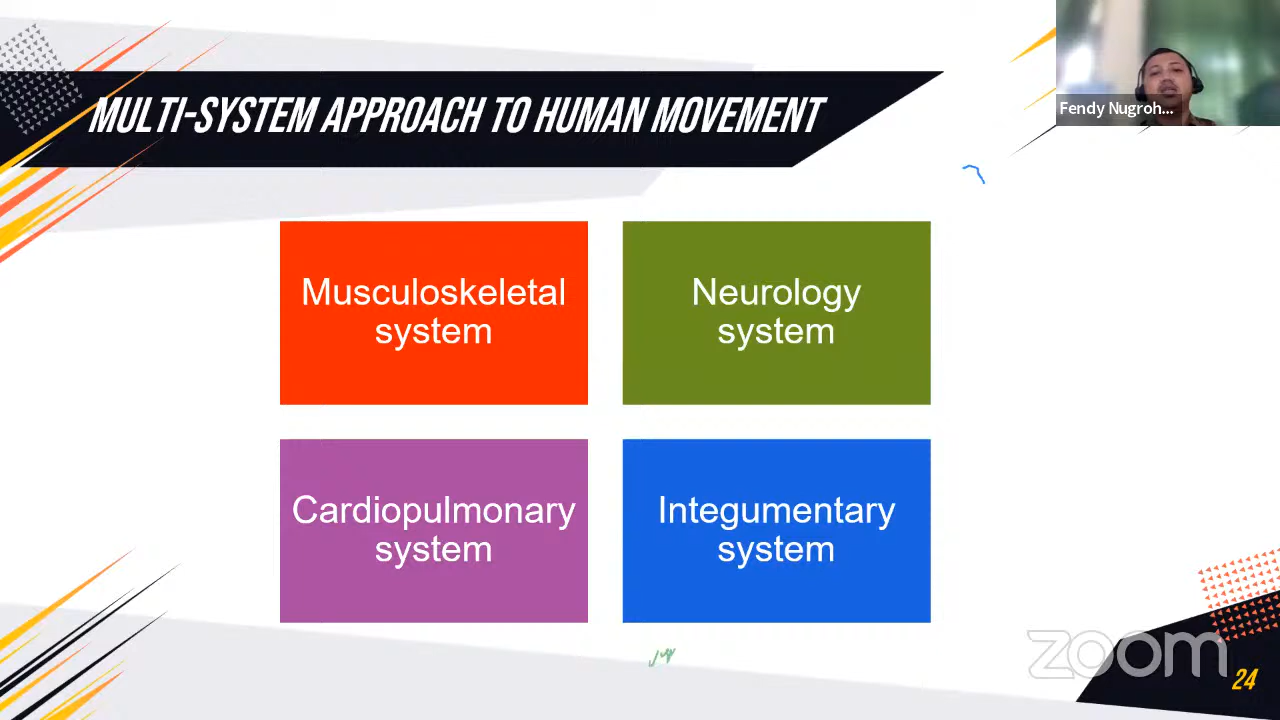 MULTI-SYSTEM APPROACH TO HUMAN MOVEMENT
Fendy Nugroh...
Musculoskeletal
system
Neurology
system
Cardiopulmonary
system
Integumentary
system
zoom
24